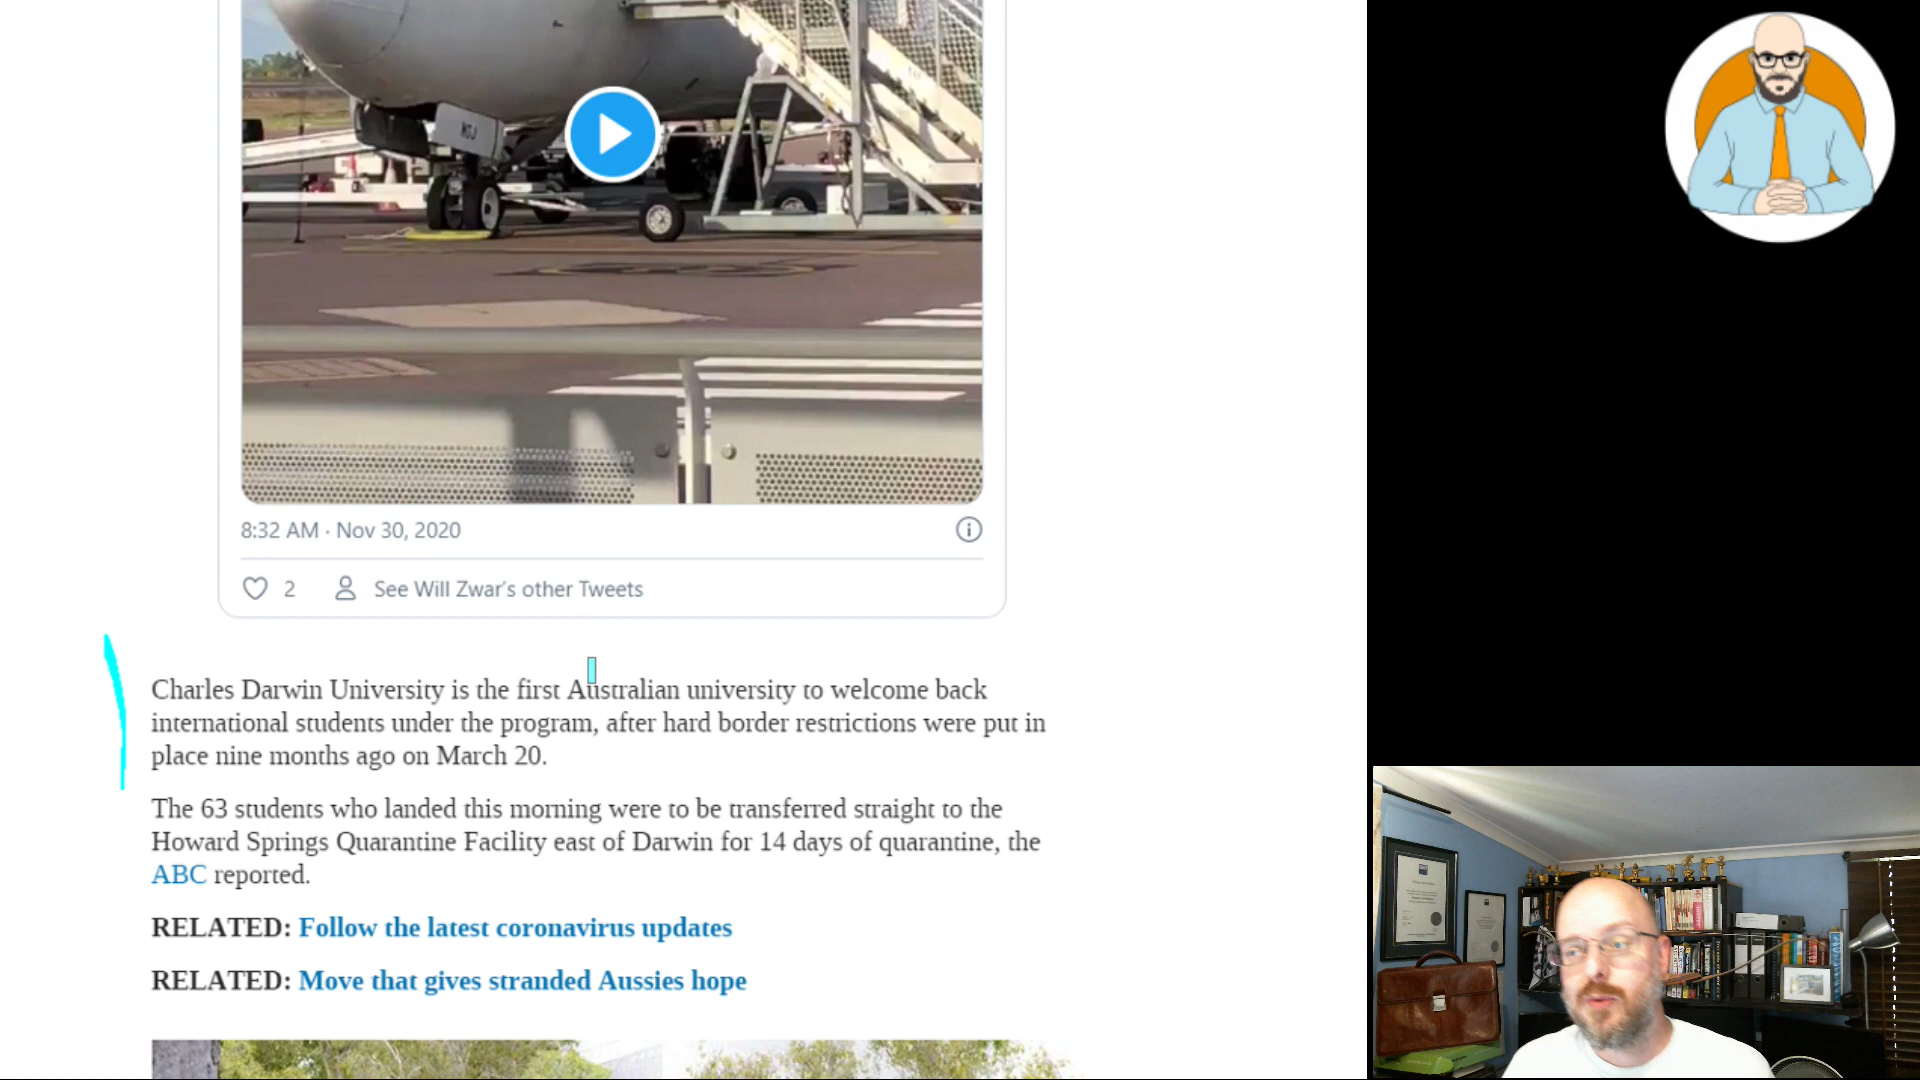 8:32 AM · Nov 30, 2020
2
See Will Zwar's other Tweets
Charles Darwin University is the first Australian university to welcome back
international students under the program, after hard border restrictions were put in
place nine months ago on March 20.
The 63 students who landed this morning were to be transferred straight to the
Howard Springs Quarantine Facility east of Darwin for 14 days of quarantine, the
ABC reported.
RELATED: Follow the latest coronavirus updates
RELATED: Move that gives stranded Aussies hope